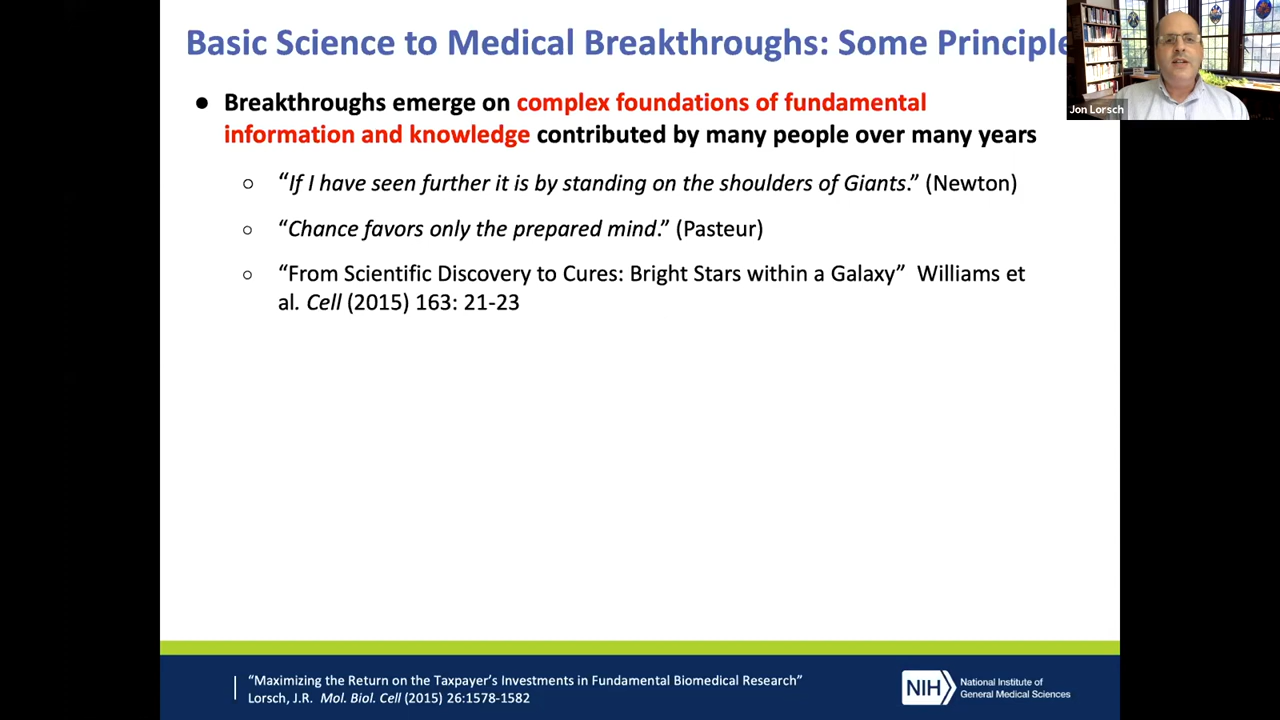 Basic Science to Medical Breakthroughs: Some Principle
Jon Lorsch
● Breakthroughs emerge on complex foundations of fundamental
information and knowledge contributed by many people over many years
○ “If I have seen further it is by standing on the shoulders of Giants.” (Newton)
○ “Chance favors only the prepared mind.” (Pasteur)
○ “From Scientific Discovery to Cures: Bright Stars within a Galaxy” Williams et
al. Cell (2015) 163: 21-23
“Maximizing the Return on the Taxpayer’s Investments in Fundamental Biomedical Research”
Lorsch, J.R. Mol. Biol. Cell (2015) 26:1578-1582
NIH
National Institute of
General Medical Sciences